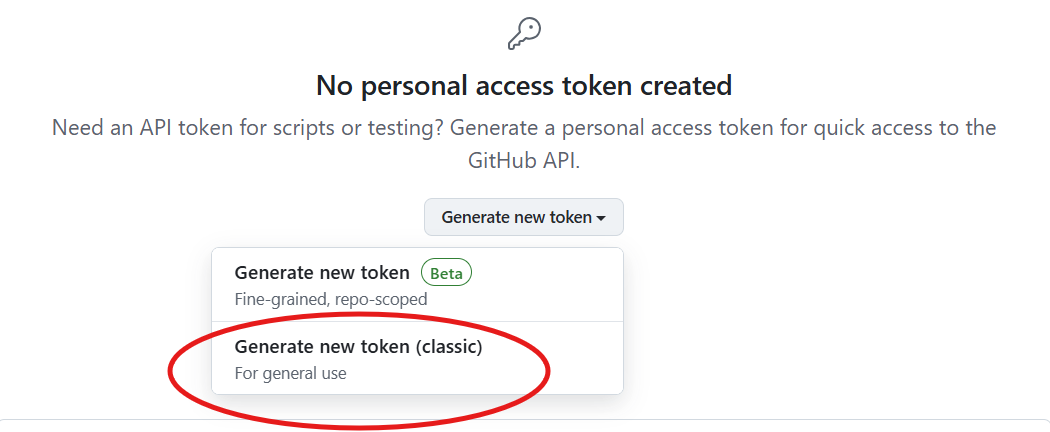 No personal access token created
Need an API token for scripts or testing? Generate a personal access token for quick access to the
GitHub API.
Generate new token
Generate new token Beta
Fine-grained, repo-scoped
Generate new token (classic)
For general use